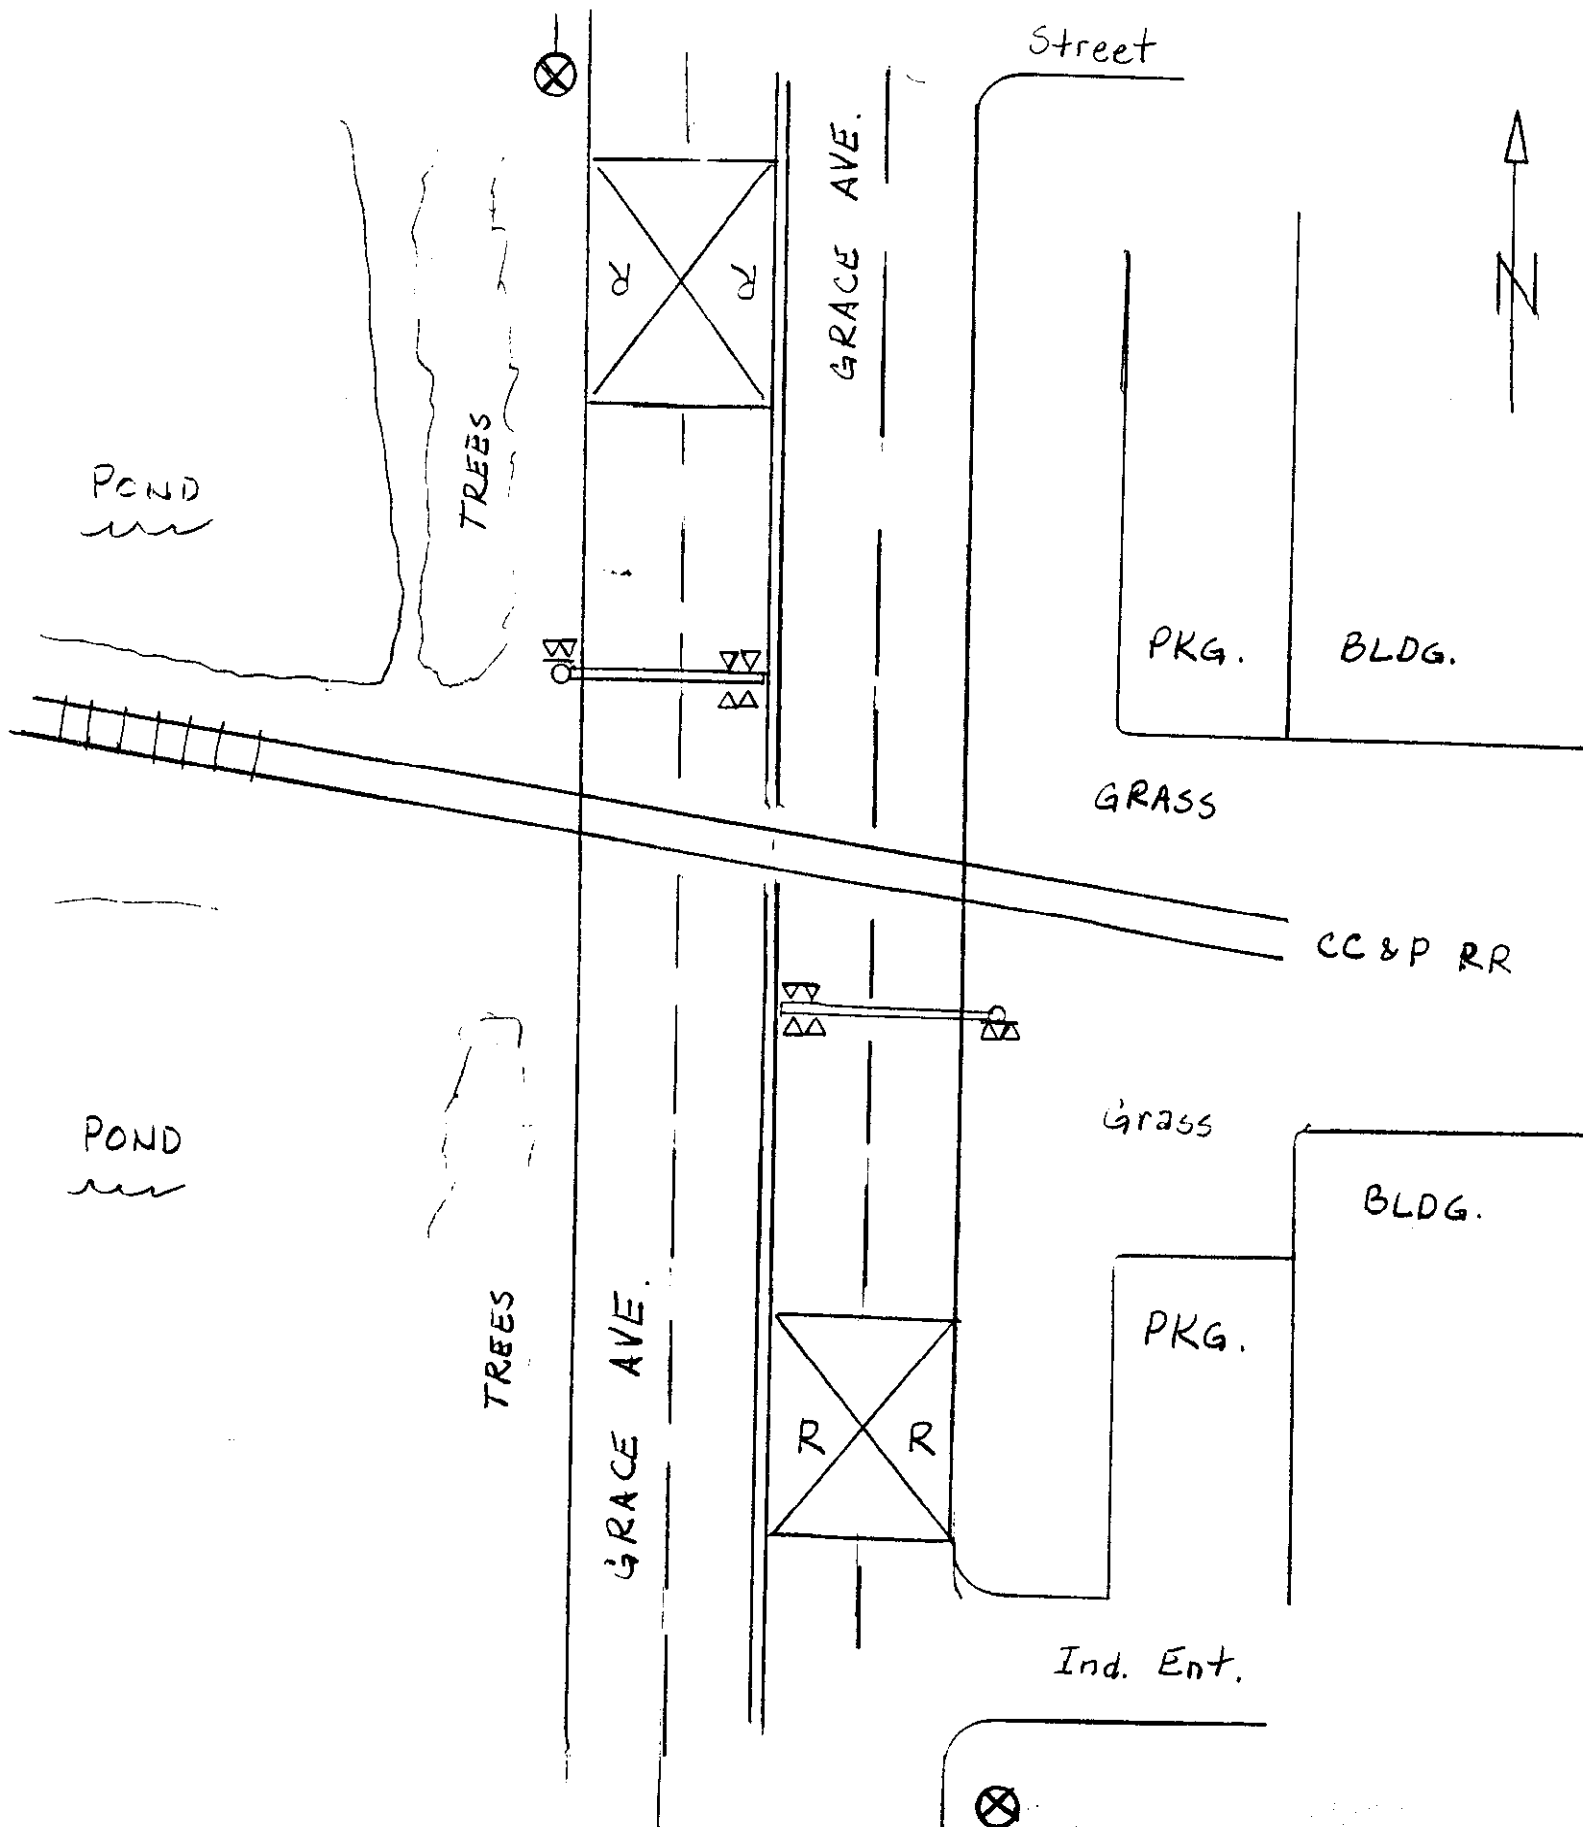 Street
GRACE AVE.
R R
N
TREES
POND
PKG.
BLDG.
GRASS
CC & P RR
Grass
POND
BLDG.
TREES
GRACE AVE.
PKG.
R R
Ind. Ent.